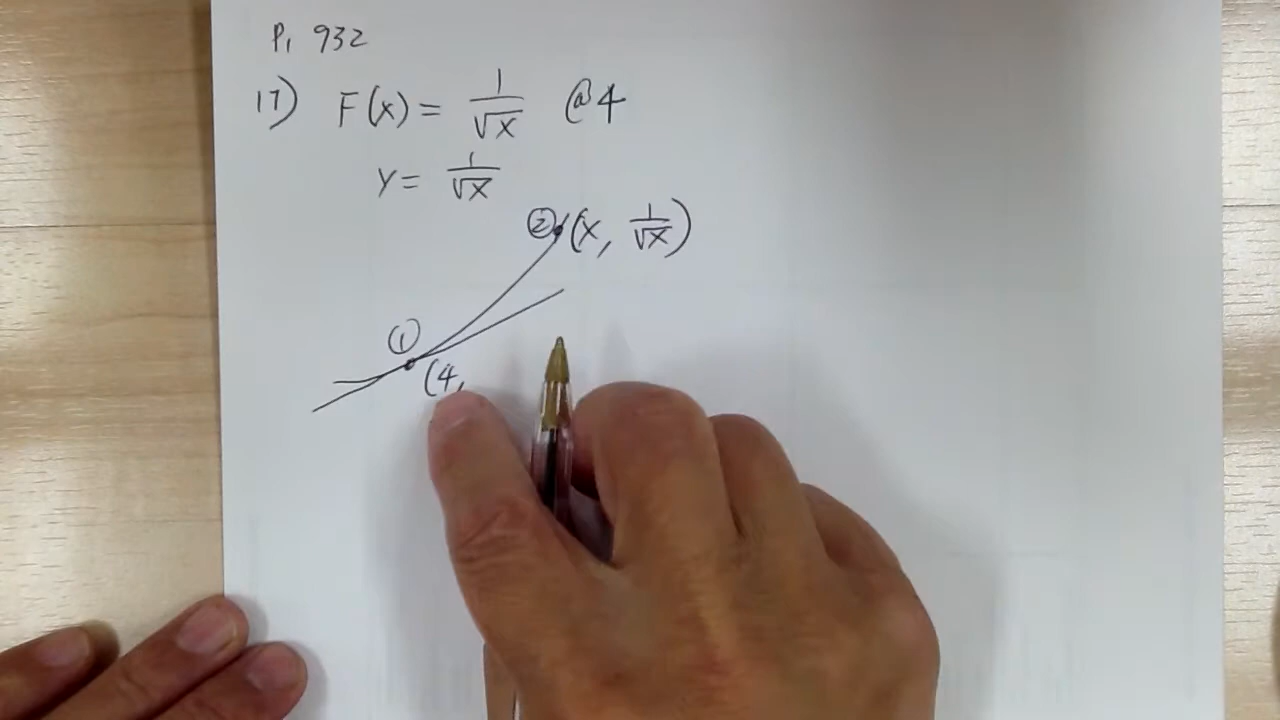 P. 932
17) F(x) = 1/√x @4
y = 1/√x
② (x, 1/√x)
①
(4,